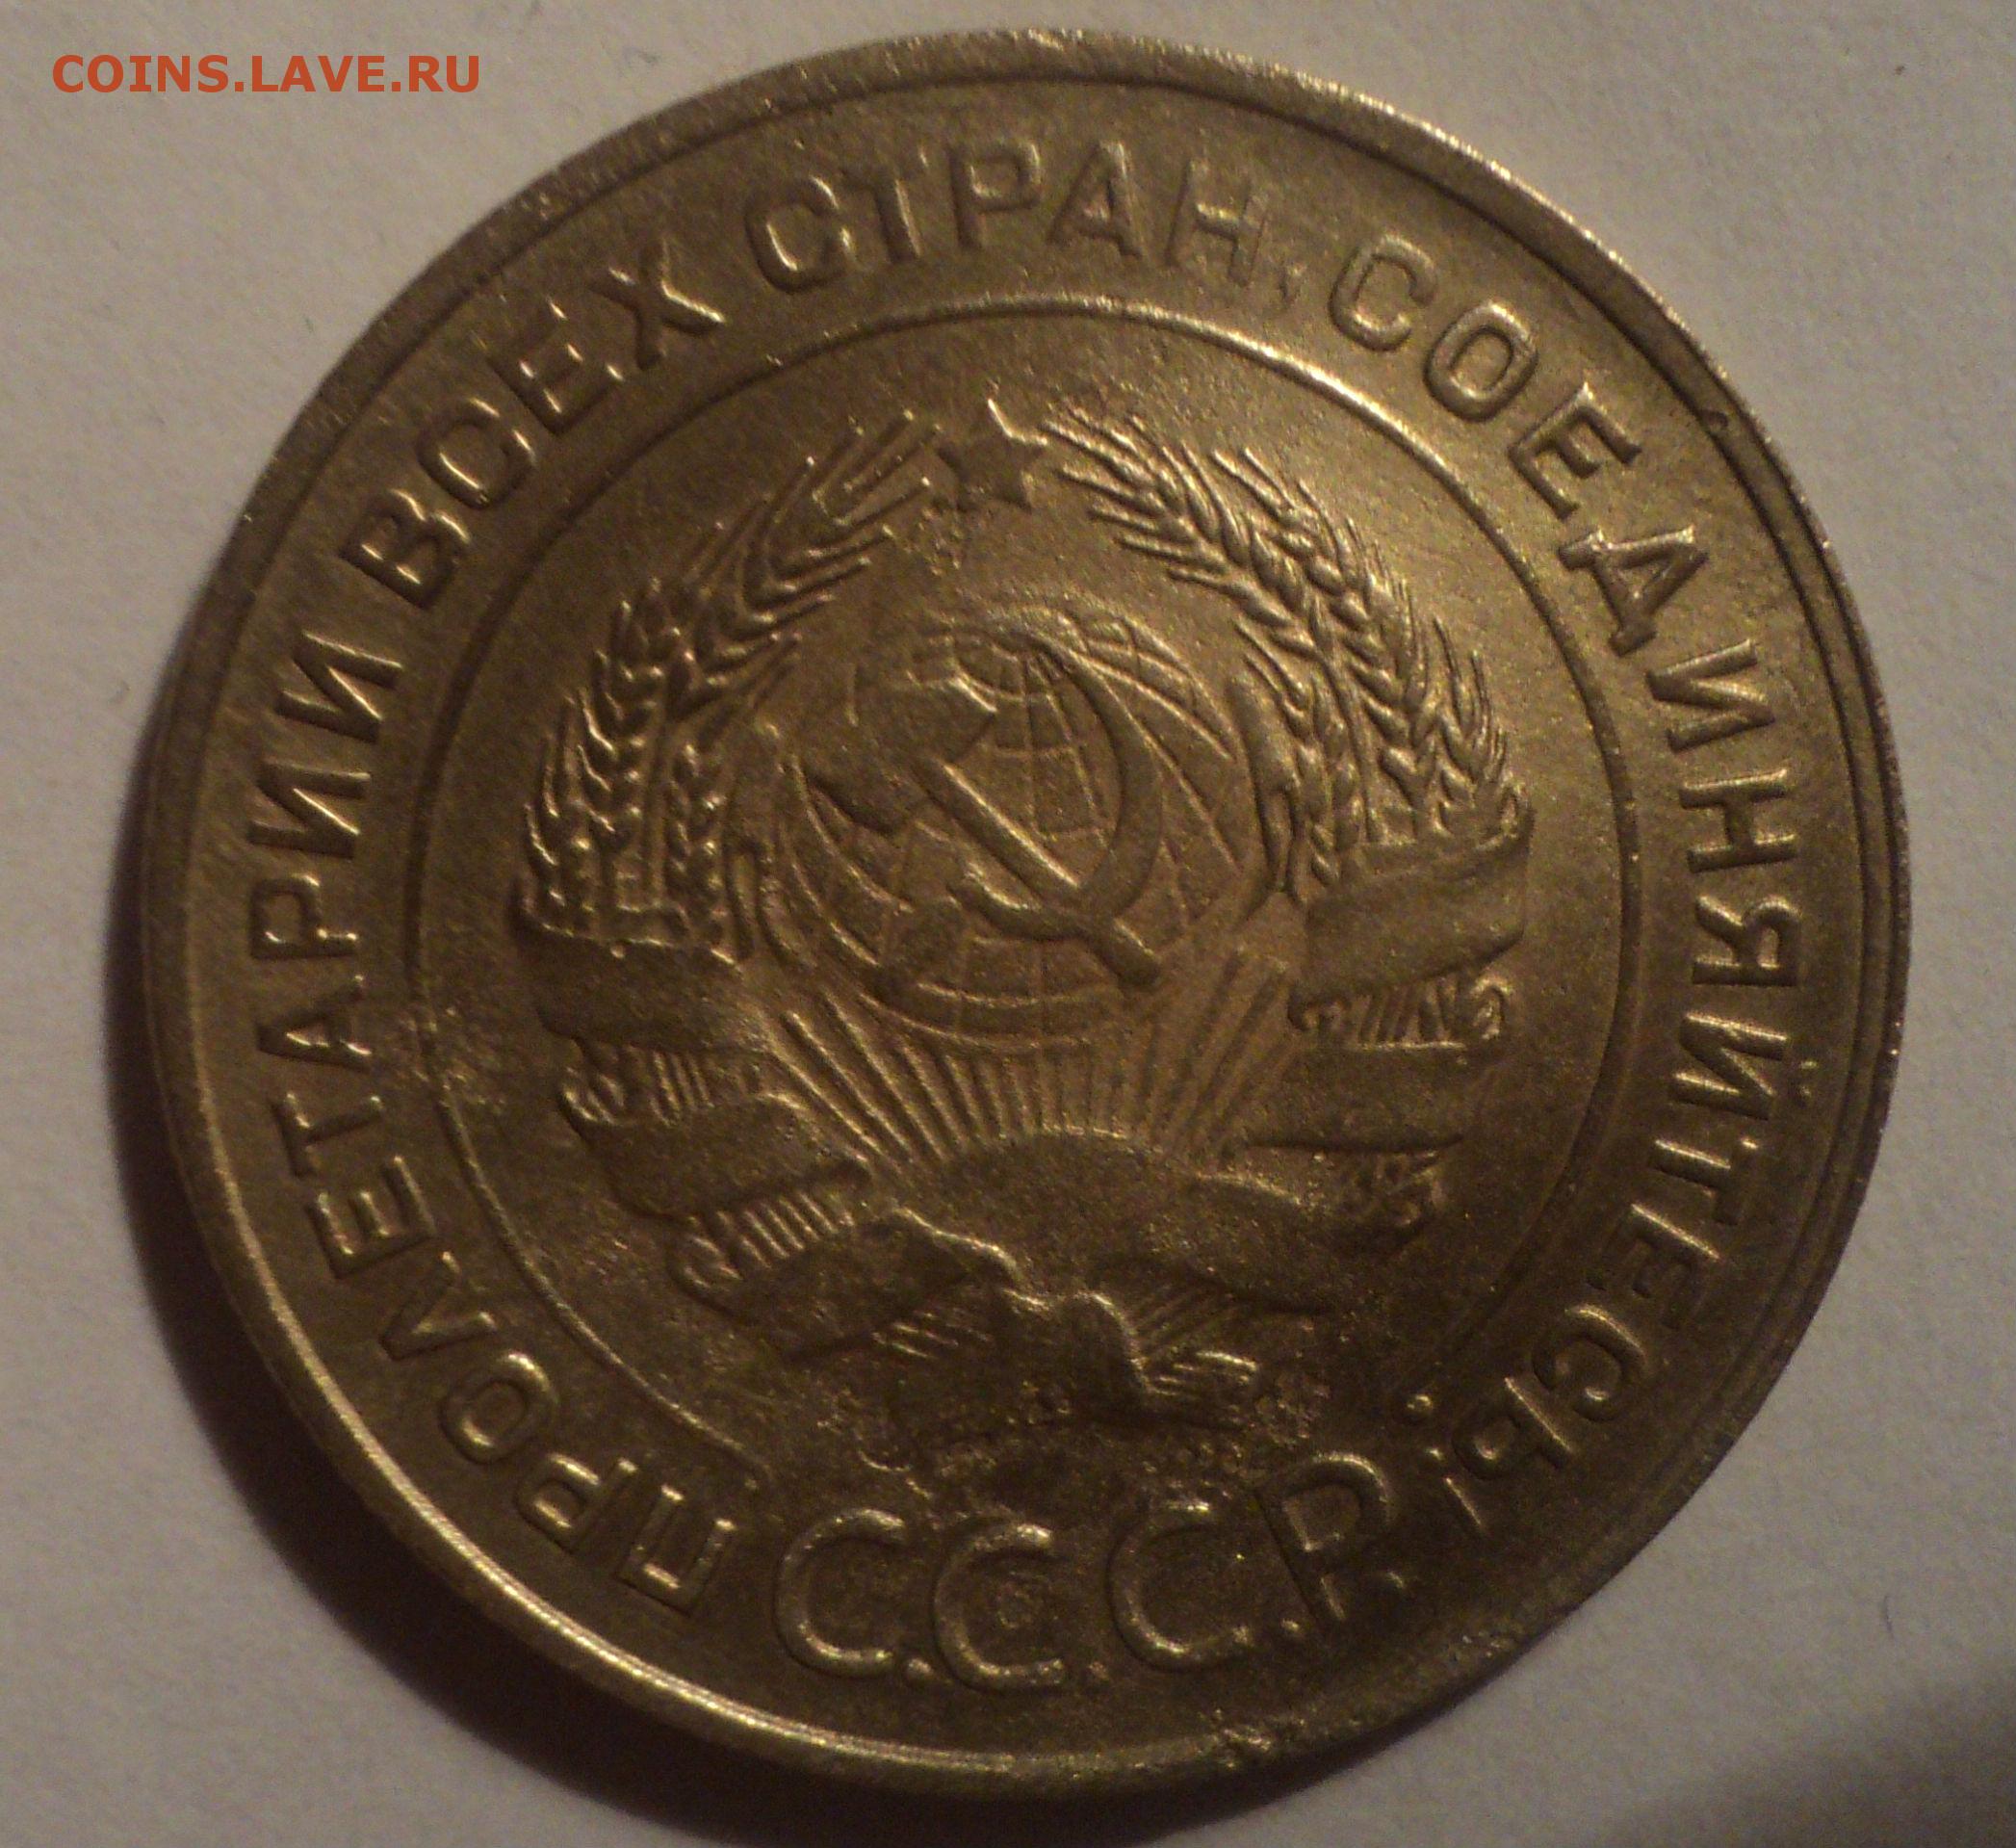 COINS.LAVE.RU
ПРОЛЕТАРИИ ВСЕХ СТРАН, СОЕДИНЯЙТЕСЬ!
С.С.С.Р.